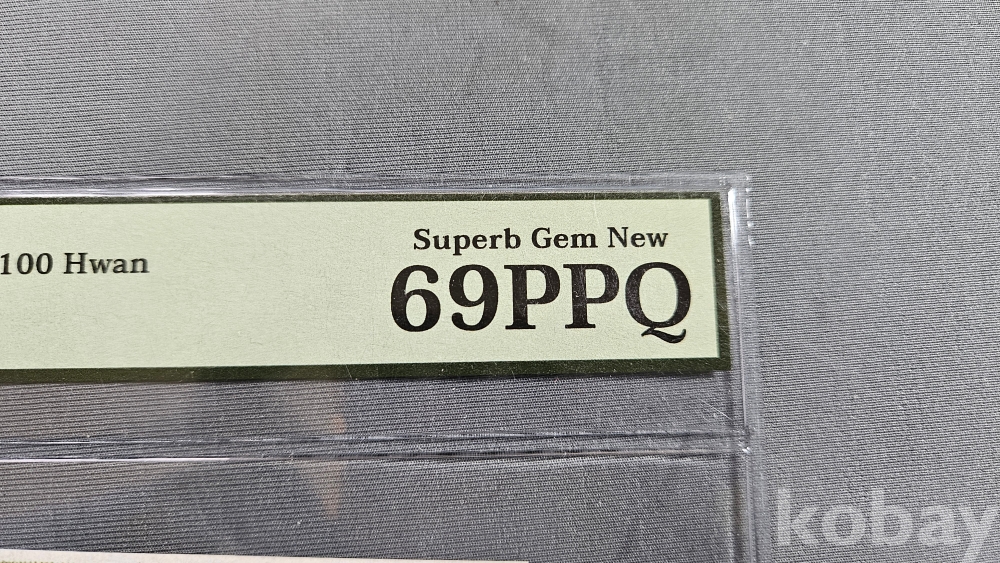 Superb Gem New
100 Hwan
69PPQ
kobay